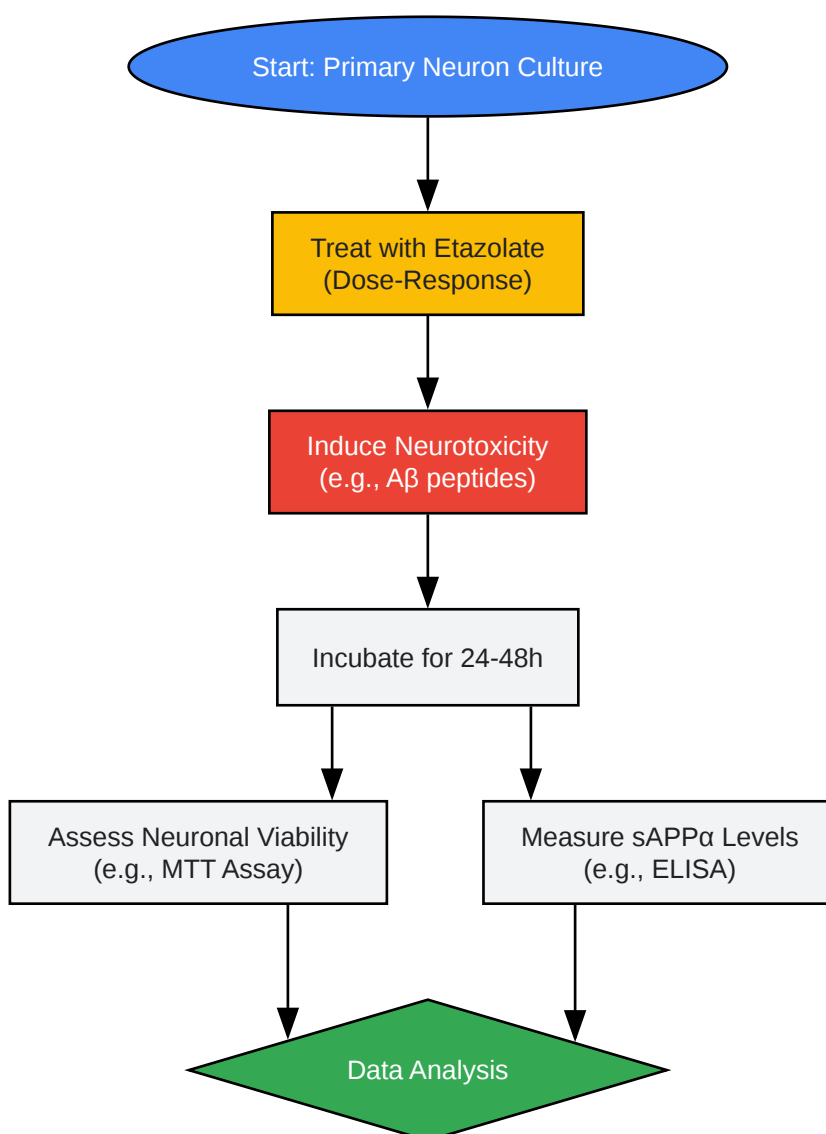 Start: Primary Neuron Culture
Treat with Etazolate
(Dose-Response)
Induce Neurotoxicity
(e.g., Aβ peptides)
Incubate for 24-48h
Assess Neuronal Viability
(e.g., MTT Assay)
Measure sAPPα Levels
(e.g., ELISA)
Data Analysis